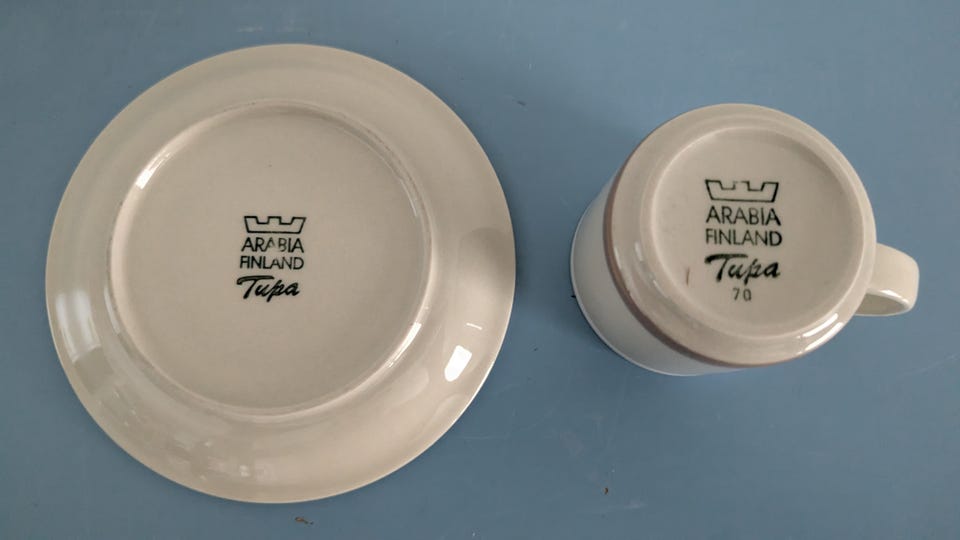 ARABIA
FINLAND
Tupa
ARABIA
FINLAND
Tupa
70